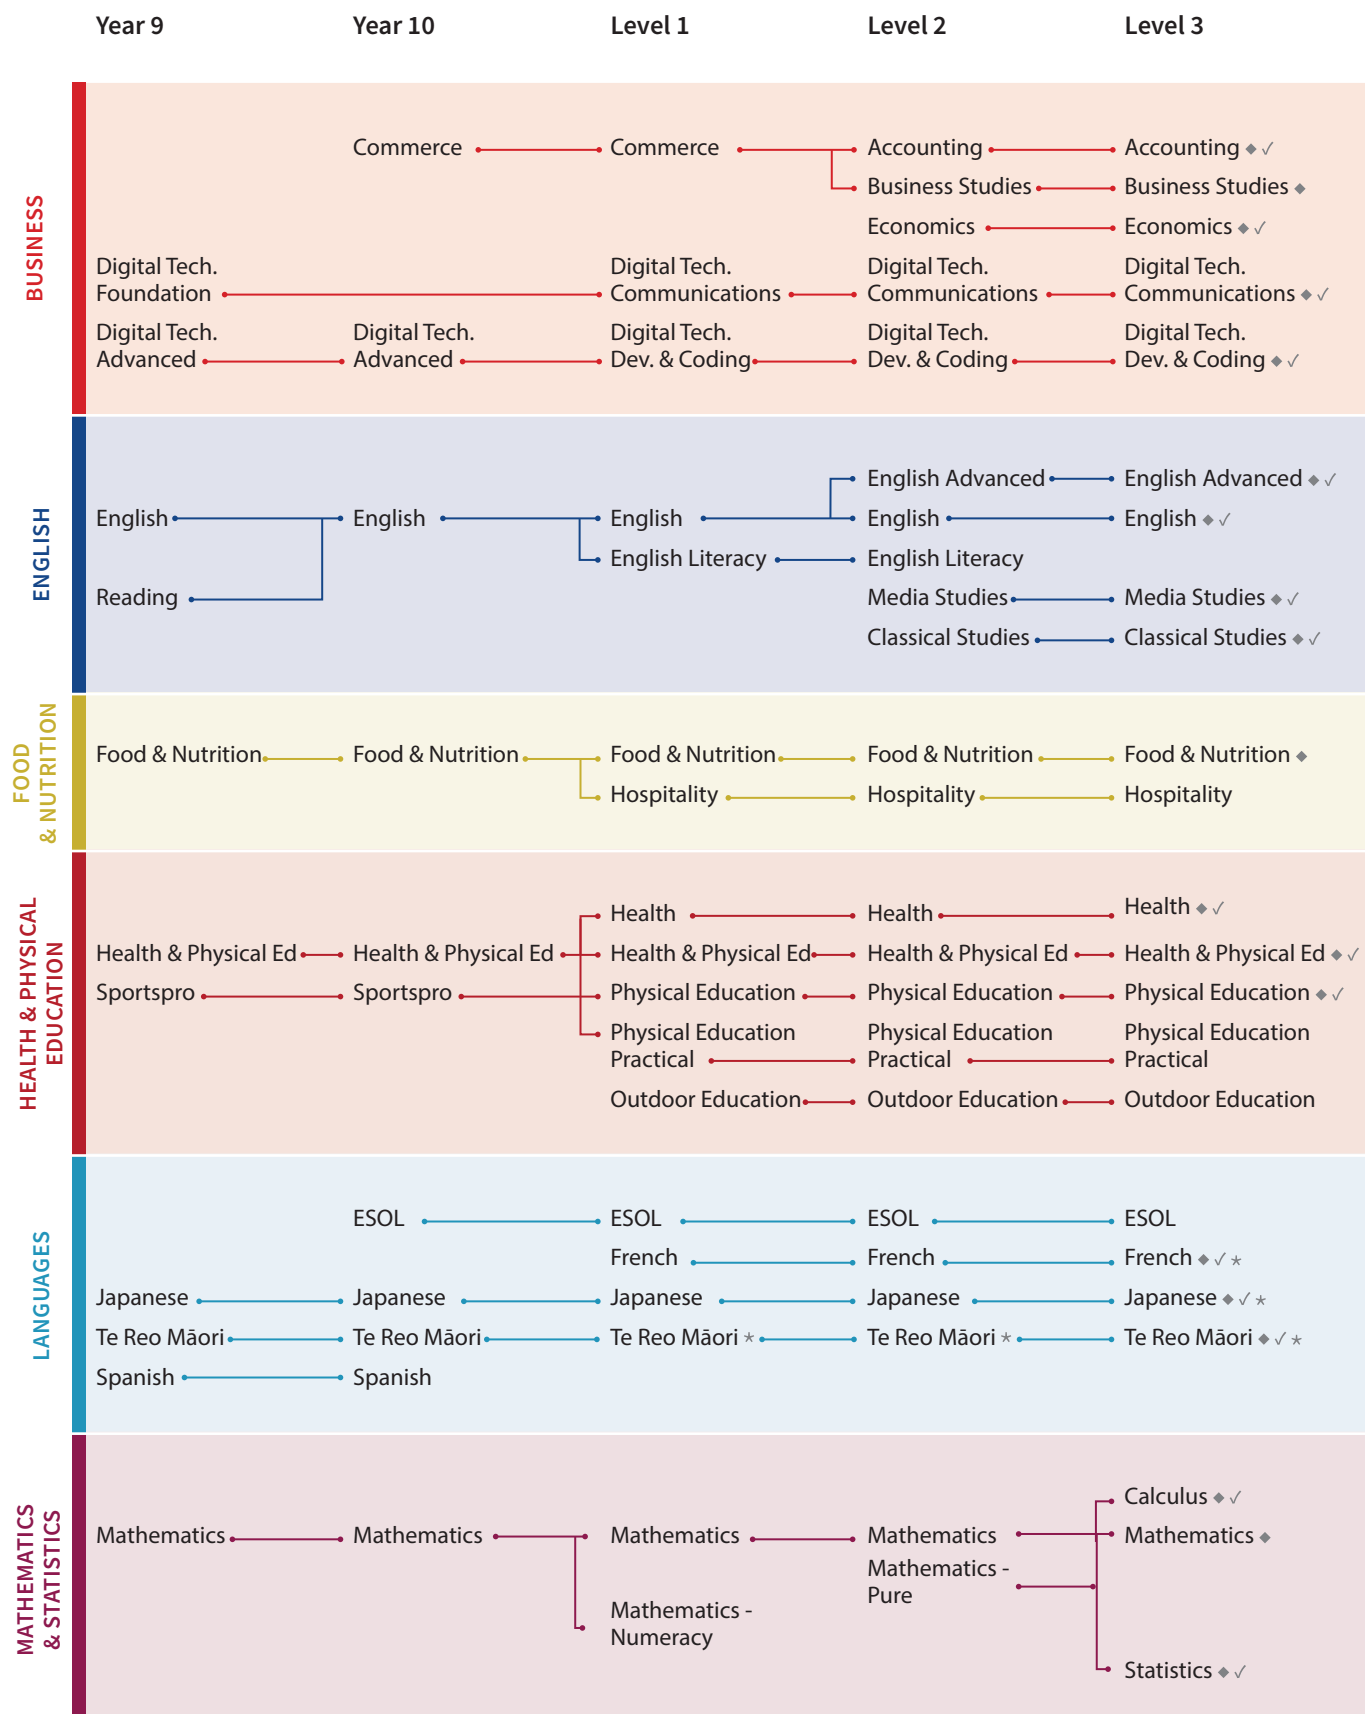 Year 9 Year 10 Level 1 Level 2 Level 3
BUSINESS
Commerce Commerce Accounting Accounting ◆ ✓
Business Studies Business Studies ◆
Economics Economics ◆ ✓
Digital Tech. Digital Tech. Digital Tech. Digital Tech.
Foundation Communications Communications Communications ◆ ✓
Digital Tech. Digital Tech. Digital Tech. Digital Tech. Digital Tech.
Advanced Advanced Dev. & Coding Dev. & Coding Dev. & Coding ◆ ✓
ENGLISH
English Advanced English Advanced ◆ ✓
English English English English English ◆ ✓
English Literacy English Literacy
Reading Media Studies Media Studies ◆ ✓
Classical Studies Classical Studies ◆ ✓
FOOD
& NUTRITION
Food & Nutrition Food & Nutrition Food & Nutrition Food & Nutrition Food & Nutrition ◆
Hospitality Hospitality Hospitality
HEALTH & PHYSICAL
EDUCATION
Health Health Health ◆ ✓
Health & Physical Ed Health & Physical Ed Health & Physical Ed Health & Physical Ed Health & Physical Ed ◆ ✓
Sportspro Sportspro Physical Education Physical Education Physical Education ◆ ✓
Physical Education Physical Education Physical Education
Practical Practical Practical
Outdoor Education Outdoor Education Outdoor Education
LANGUAGES
ESOL ESOL ESOL ESOL
French French French ◆ ✓ *
Japanese Japanese Japanese Japanese Japanese ◆ ✓ *
Te Reo Māori Te Reo Māori Te Reo Māori * Te Reo Māori * Te Reo Māori ◆ ✓ *
Spanish Spanish
MATHEMATICS
& STATISTICS
Calculus ◆ ✓
Mathematics Mathematics Mathematics Mathematics Mathematics ◆
Mathematics -
Pure
Mathematics -
Numeracy
Statistics ◆ ✓